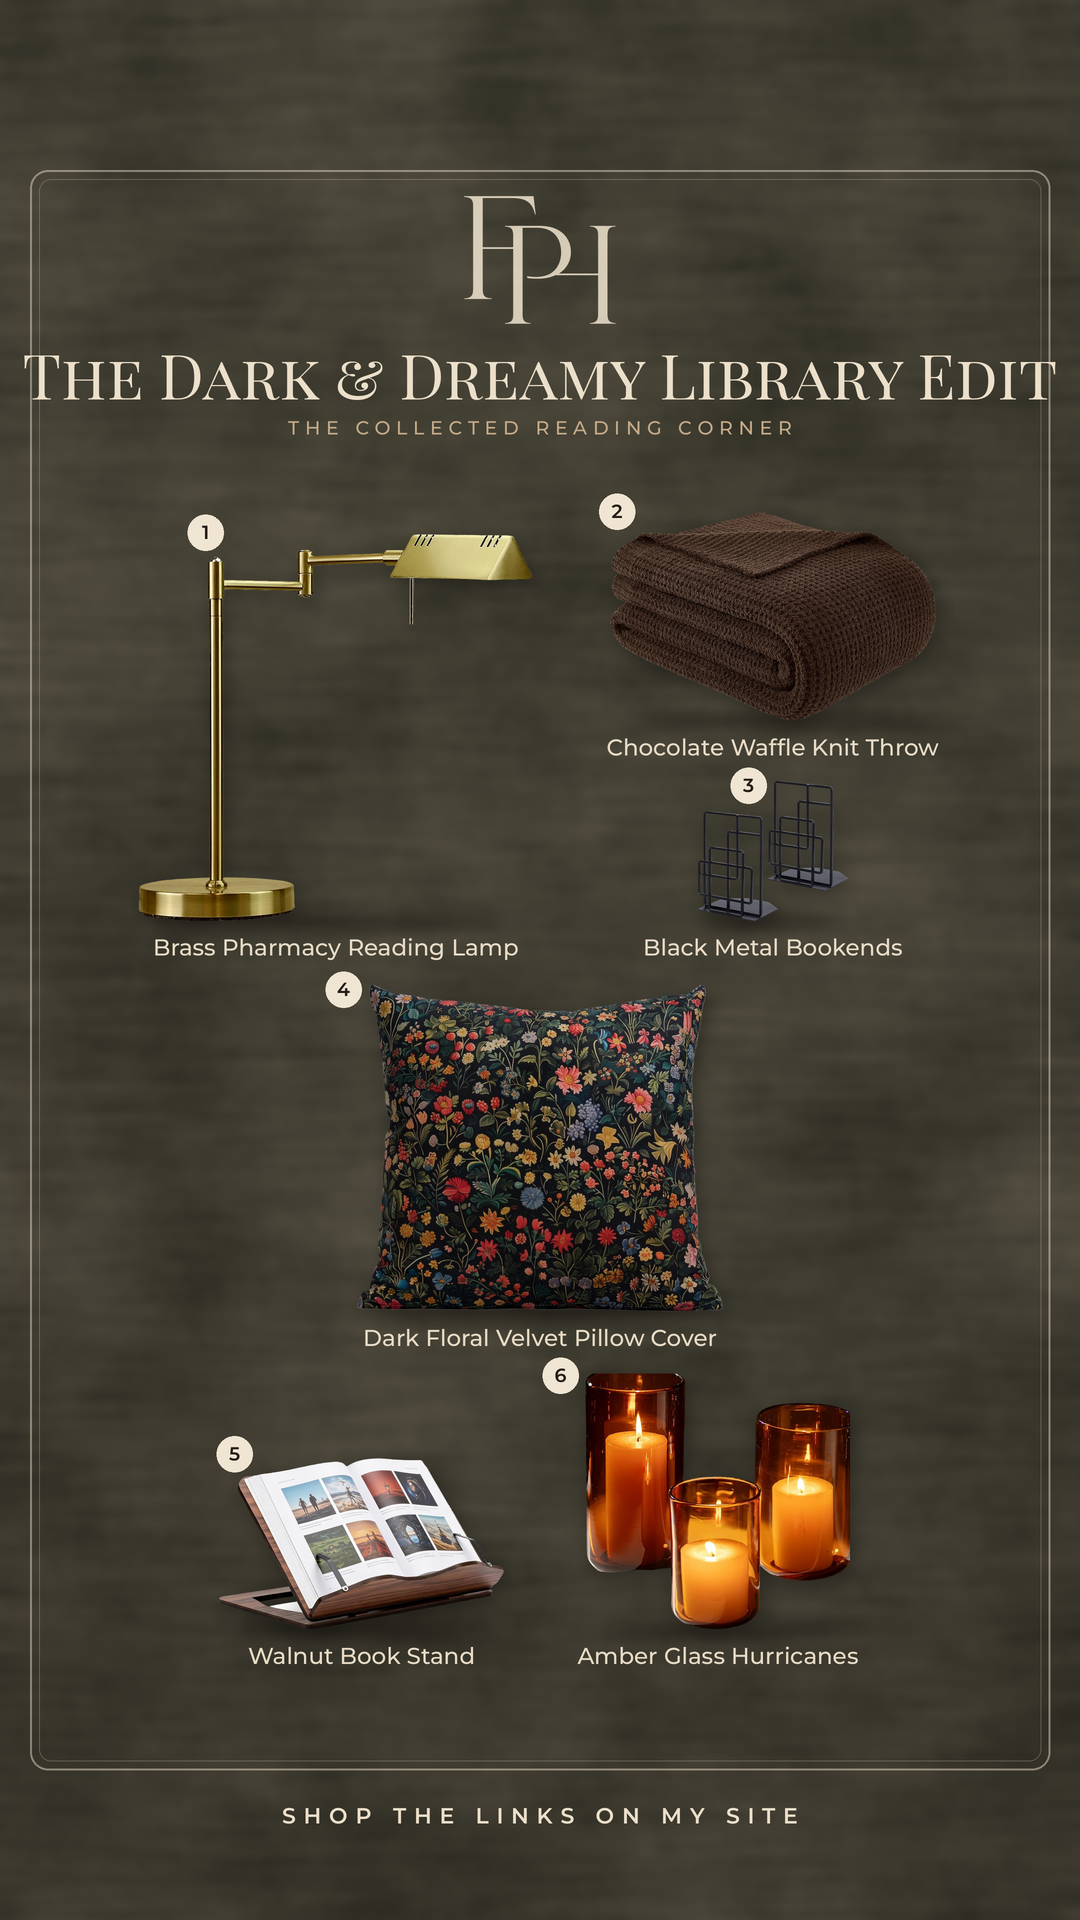 FPH
THE DARK & DREAMY LIBRARY EDIT
THE COLLECTED READING CORNER
1
2
Chocolate Waffle Knit Throw
3
Brass Pharmacy Reading Lamp
Black Metal Bookends
4
Dark Floral Velvet Pillow Cover
6
5
Walnut Book Stand
Amber Glass Hurricanes
SHOP THE LINKS ON MY SITE